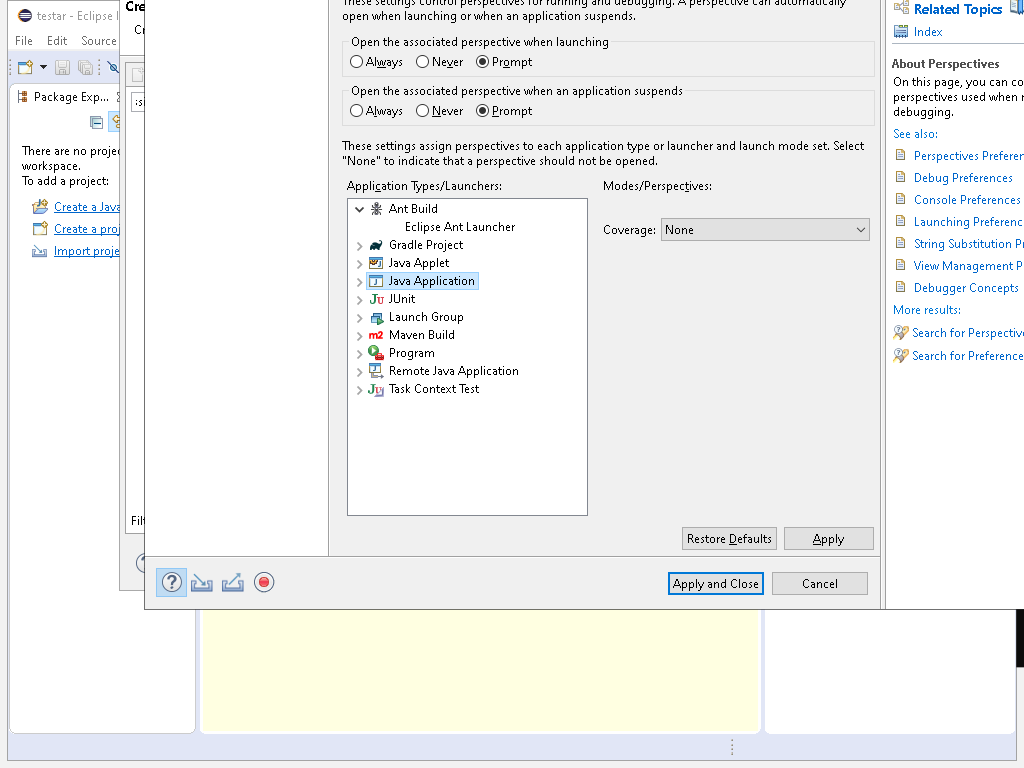 testar - Eclipse I
File Edit Source
Package Exp...
There are no proje
workspace.
To add a project:
Create a Java
Create a proj
Import proje
Cre
Cr
:si
Filt
These settings control perspectives for running and debugging. A perspective can automatically
open when launching or when an application suspends.
Open the associated perspective when launching
Always Never Prompt
Open the associated perspective when an application suspends
Always Never Prompt
These settings assign perspectives to each application type or launcher and launch mode set. Select
"None" to indicate that a perspective should not be opened.
Application Types/Launchers:
Ant Build
Eclipse Ant Launcher
Gradle Project
Java Applet
Java Application
JUnit
Launch Group
m2 Maven Build
Program
Remote Java Application
Task Context Test
Modes/Perspectives:
Coverage: None
Restore Defaults Apply
Apply and Close Cancel
Related Topics
Index
About Perspectives
On this page, you can co
perspectives used when r
debugging.
See also:
Perspectives Preferen
Debug Preferences
Console Preferences
Launching Preferenc
String Substitution P
View Management P
Debugger Concepts
More results:
Search for Perspective
Search for Preference